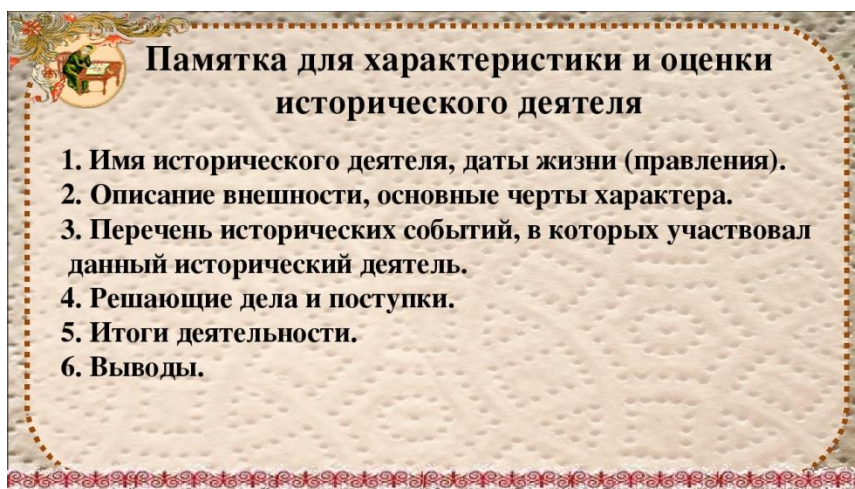 Памятка для характеристики и оценки
исторического деятеля
1. Имя исторического деятеля, даты жизни (правления).
2. Описание внешности, основные черты характера.
3. Перечень исторических событий, в которых участвовал
данный исторический деятель.
4. Решающие дела и поступки.
5. Итоги деятельности.
6. Выводы.